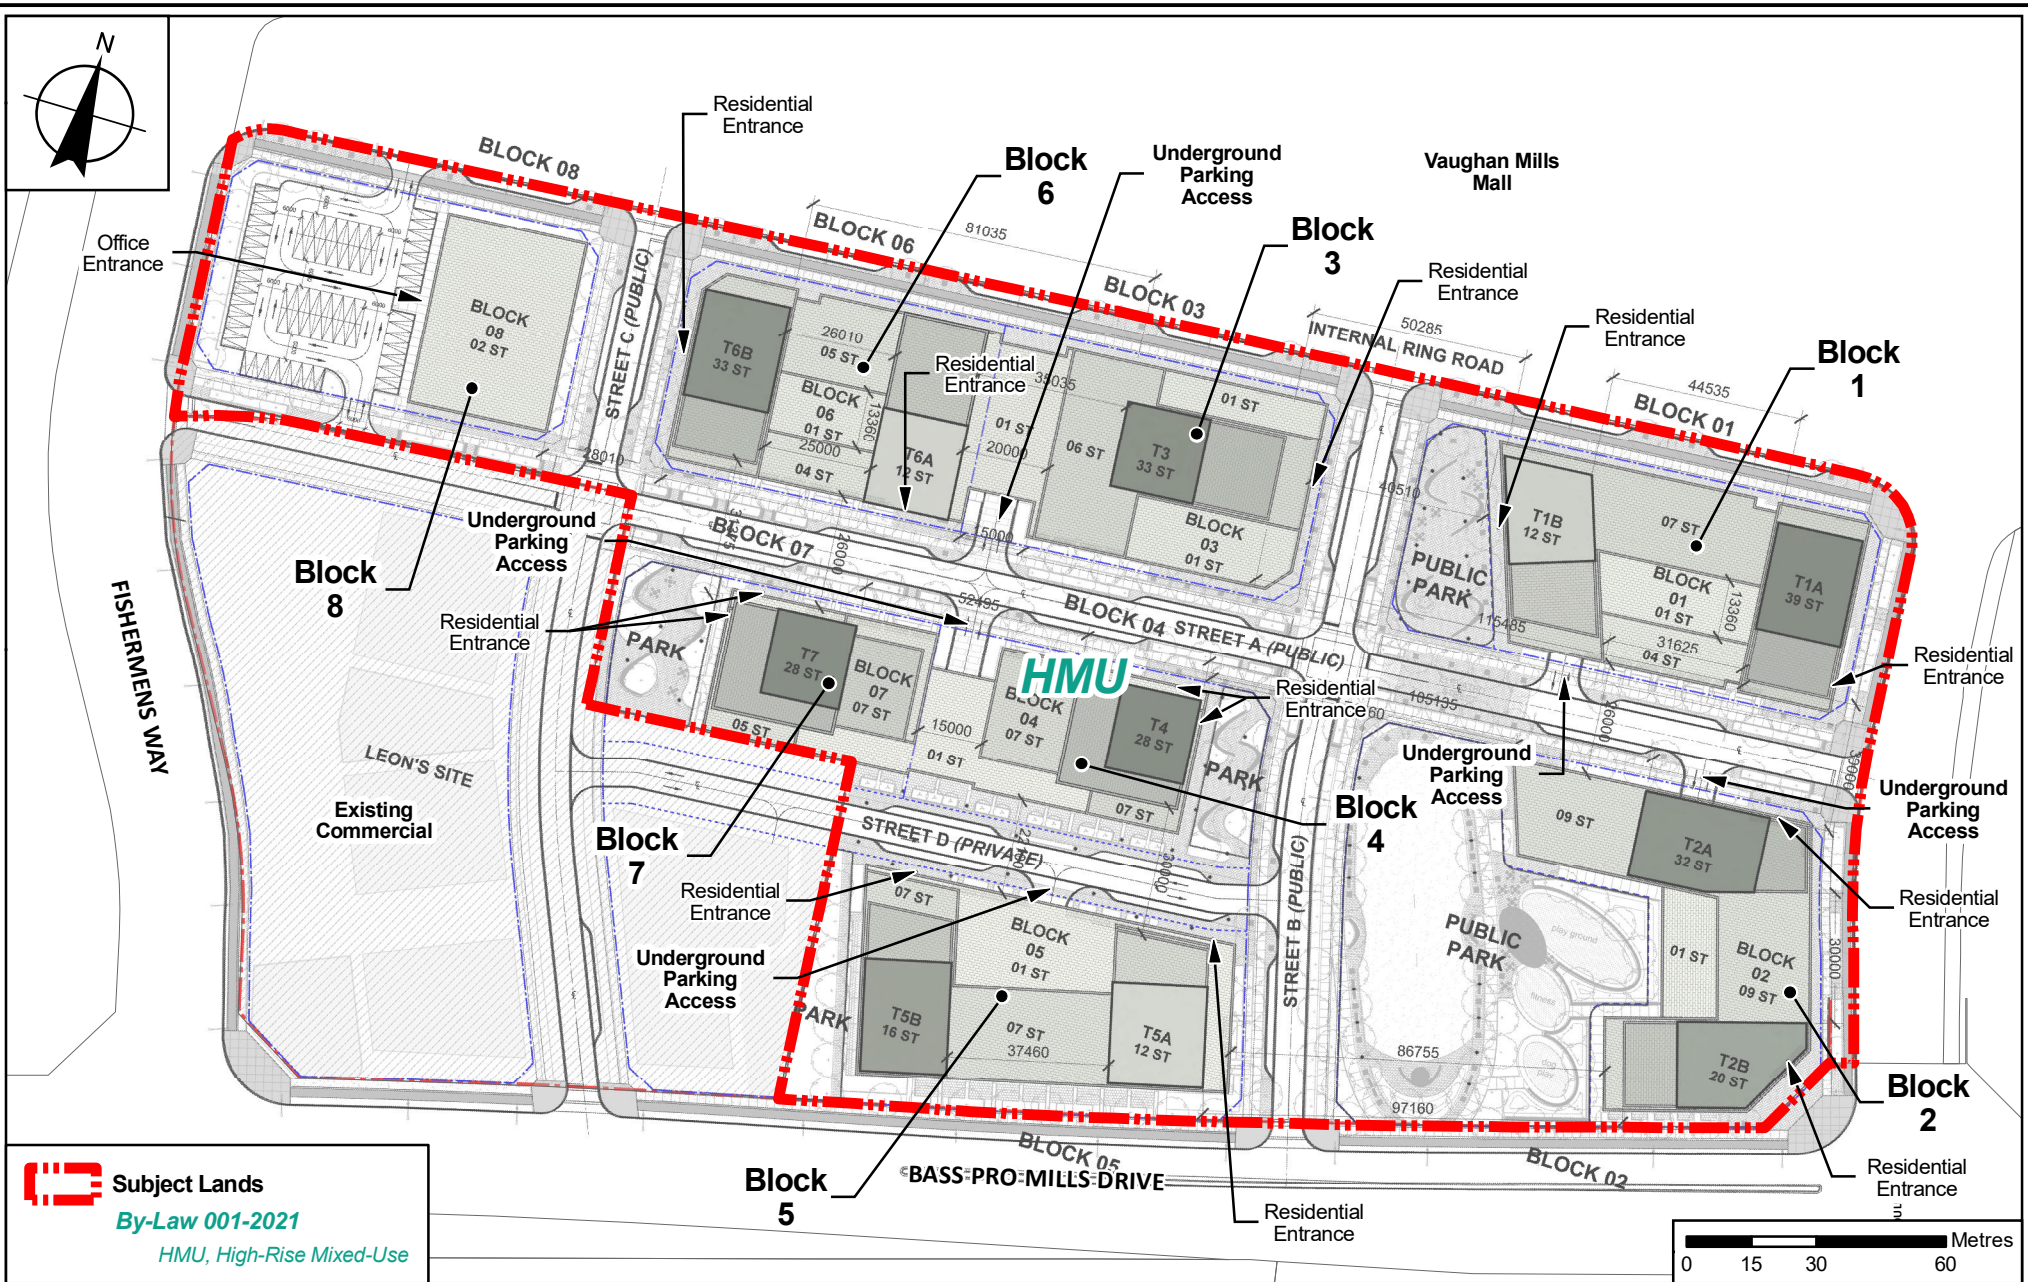 N
Residential
Entrance
BLOCK 08
Block
6
Underground
Parking
Access
Vaughan Mills
Mall
BLOCK 06
81035
Block
3
BLOCK 03
Residential
Entrance
Office
Entrance
50285
INTERNAL RING ROAD
Residential
Entrance
Block
1
44535
BLOCK 01
BLOCK
08
02 ST
STREET C (PUBLIC)
T6B
33 ST
26010
05 ST
BLOCK
06
01 ST
13360
25000
04 ST
Residential
Entrance
35035
T6A
12 ST
20000
01 ST
06 ST
T3
33 ST
01 ST
BLOCK
03
01 ST
15000
28010
40510
PUBLIC
PARK
T1B
12 ST
07 ST
BLOCK
01
01 ST
13360
31625
04 ST
T1A
39 ST
115485
Block
8
Underground
Parking
Access
BLOCK 07
26000
52495
BLOCK 04
STREET A (PUBLIC)
Residential
Entrance
FISHERMENS WAY
Residential
Entrance
PARK
T7
28 ST
BLOCK
07
07 ST
05 ST
15000
01 ST
HMU
BLOCK
04
07 ST
T4
28 ST
07 ST
Residential
Entrance
PARK
105135
26000
Underground
Parking
Access
Underground
Parking
Access
LEON'S SITE
Existing
Commercial
Block
7
STREET D (PRIVATE)
30000
Block
4
09 ST
T2A
32 ST
Residential
Entrance
Residential
Entrance
07 ST
BLOCK
05
01 ST
STREET B (PUBLIC)
PUBLIC
PARK
play ground
fitness
01 ST
BLOCK
02
09 ST
30000
Underground
Parking
Access
PARK
T5B
16 ST
07 ST
37460
T5A
12 ST
86755
97160
T2B
20 ST
Block
2
BLOCK 05
BASS PRO MILLS DRIVE
BLOCK 02
Block
5
Residential
Entrance
Residential
Entrance
Subject Lands
By-Law 001-2021
HMU, High-Rise Mixed-Use
Metres
0 15 30 60